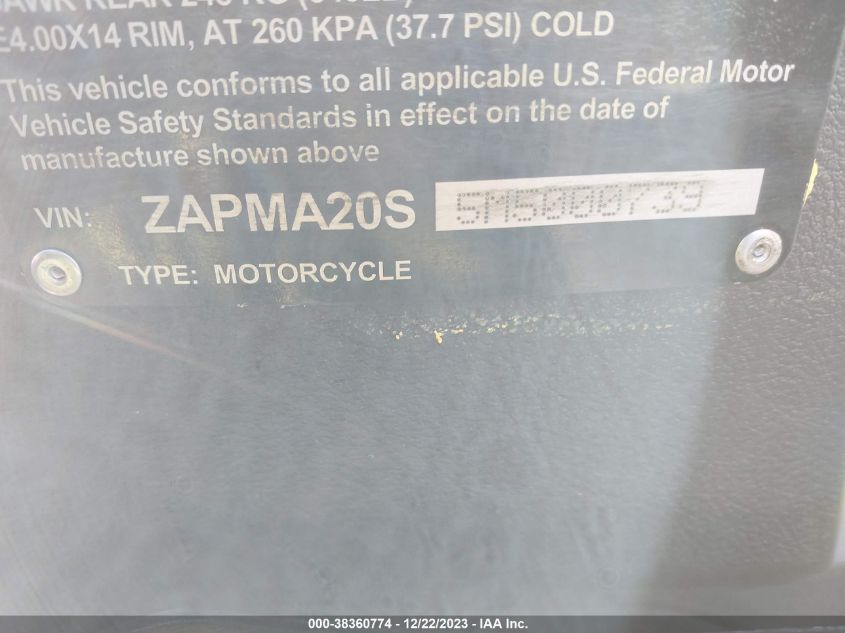 REAR
E4.00X14 RIM, AT 260 KPA (37.7 PSI) COLD
This vehicle conforms to all applicable U.S. Federal Motor
Vehicle Safety Standards in effect on the date of
manufacture shown above
VIN: ZAPMA20S 9M5000739
TYPE: MOTORCYCLE
000-38360774 - 12/22/2023 - IAA Inc.